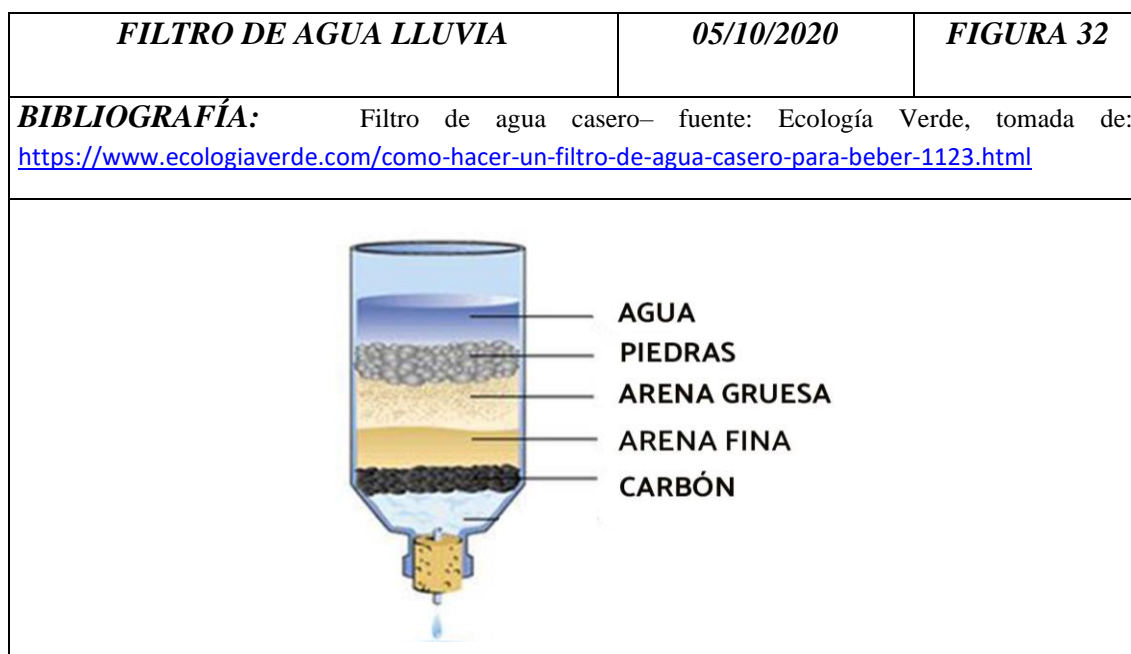 FILTRO DE AGUA LLUVIA 05/10/2020 FIGURA 32
BIBLIOGRAFÍA: Filtro de agua casero– fuente: Ecología Verde, tomada de:
https://www.ecologiaverde.com/como-hacer-un-filtro-de-agua-casero-para-beber-1123.html
AGUA
PIEDRAS
ARENA GRUESA
ARENA FINA
CARBÓN